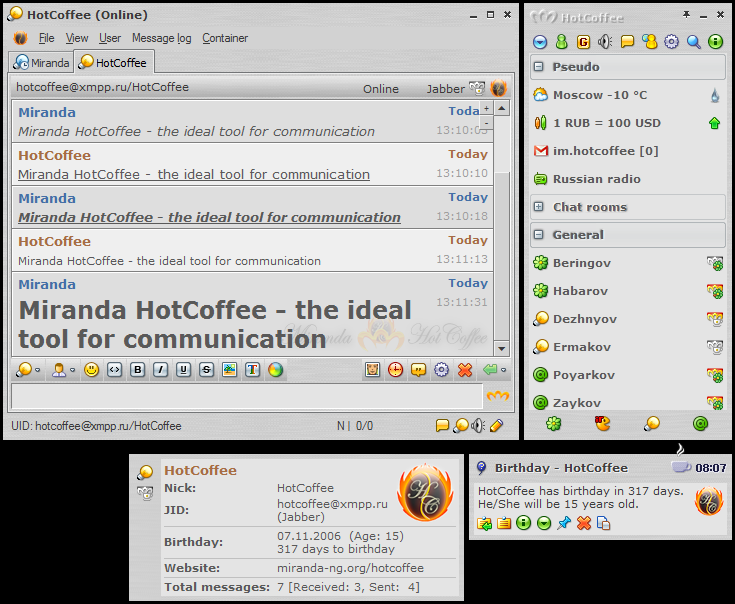 HotCoffee (Online)
File View User Message log Container
Miranda HotCoffee
hotcoffee@xmpp.ru/HotCoffee Online Jabber
Miranda Today
Miranda HotCoffee - the ideal tool for communication 13:10:03
HotCoffee Today
Miranda HotCoffee - the ideal tool for communication 13:10:10
Miranda Today
Miranda HotCoffee - the ideal tool for communication 13:10:18
HotCoffee Today
Miranda HotCoffee - the ideal tool for communication 13:11:13
Miranda Today
Miranda HotCoffee - the ideal 13:11:31
tool for communication
Miranda HotCoffee
B I U S T
UID: hotcoffee@xmpp.ru/HotCoffee N | 0/0
HotCoffee
G
Pseudo
Moscow -10 °C
1 RUB = 100 USD
im.hotcoffee [0]
Russian radio
Chat rooms
General
Beringov
Habarov
Dezhnyov
Ermakov
Poyarkov
Zaykov
HotCoffee
Nick: HotCoffee
JID: hotcoffee@xmpp.ru
(Jabber)
Birthday: 07.11.2006 (Age: 15)
317 days to birthday
Website: miranda-ng.org/hotcoffee
Total messages: 7 [Received: 3, Sent: 4]
HC
Birthday - HotCoffee 08:07
HotCoffee has birthday in 317 days.
He/She will be 15 years old.
HC